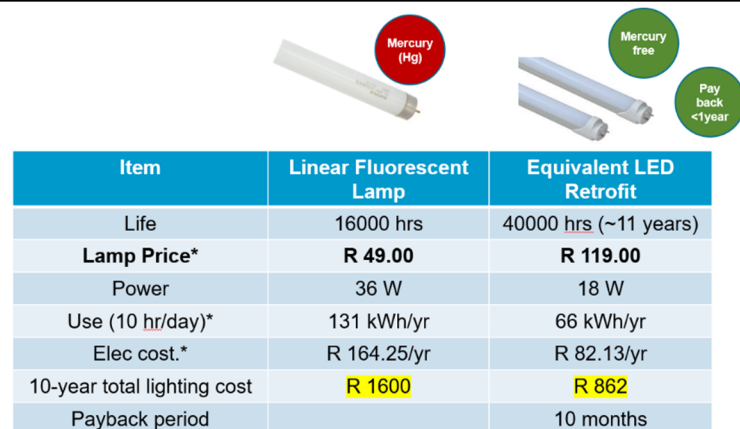 Mercury
(Hg)
Mercury
free
Pay
back
<1year
Item
Linear Fluorescent
Lamp
Equivalent LED
Retrofit
Life
16000 hrs
40000 hrs (~11 years)
Lamp Price*
R 49.00
R 119.00
Power
36 W
18 W
Use (10 hr/day)*
131 kWh/yr
66 kWh/yr
Elec cost.*
R 164.25/yr
R 82.13/yr
10-year total lighting cost
R 1600
R 862
Payback period
10 months